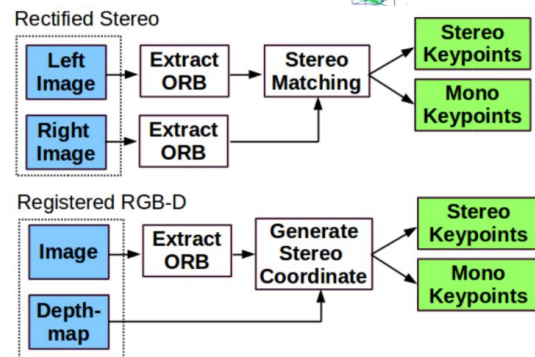 Rectified Stereo
Left
Image
Extract
ORB
Stereo
Matching
Stereo
Keypoints
Mono
Keypoints
Right
Image
Extract
ORB
Registered RGB-D
Image
Extract
ORB
Generate
Stereo
Coordinate
Stereo
Keypoints
Mono
Keypoints
Depth-
map